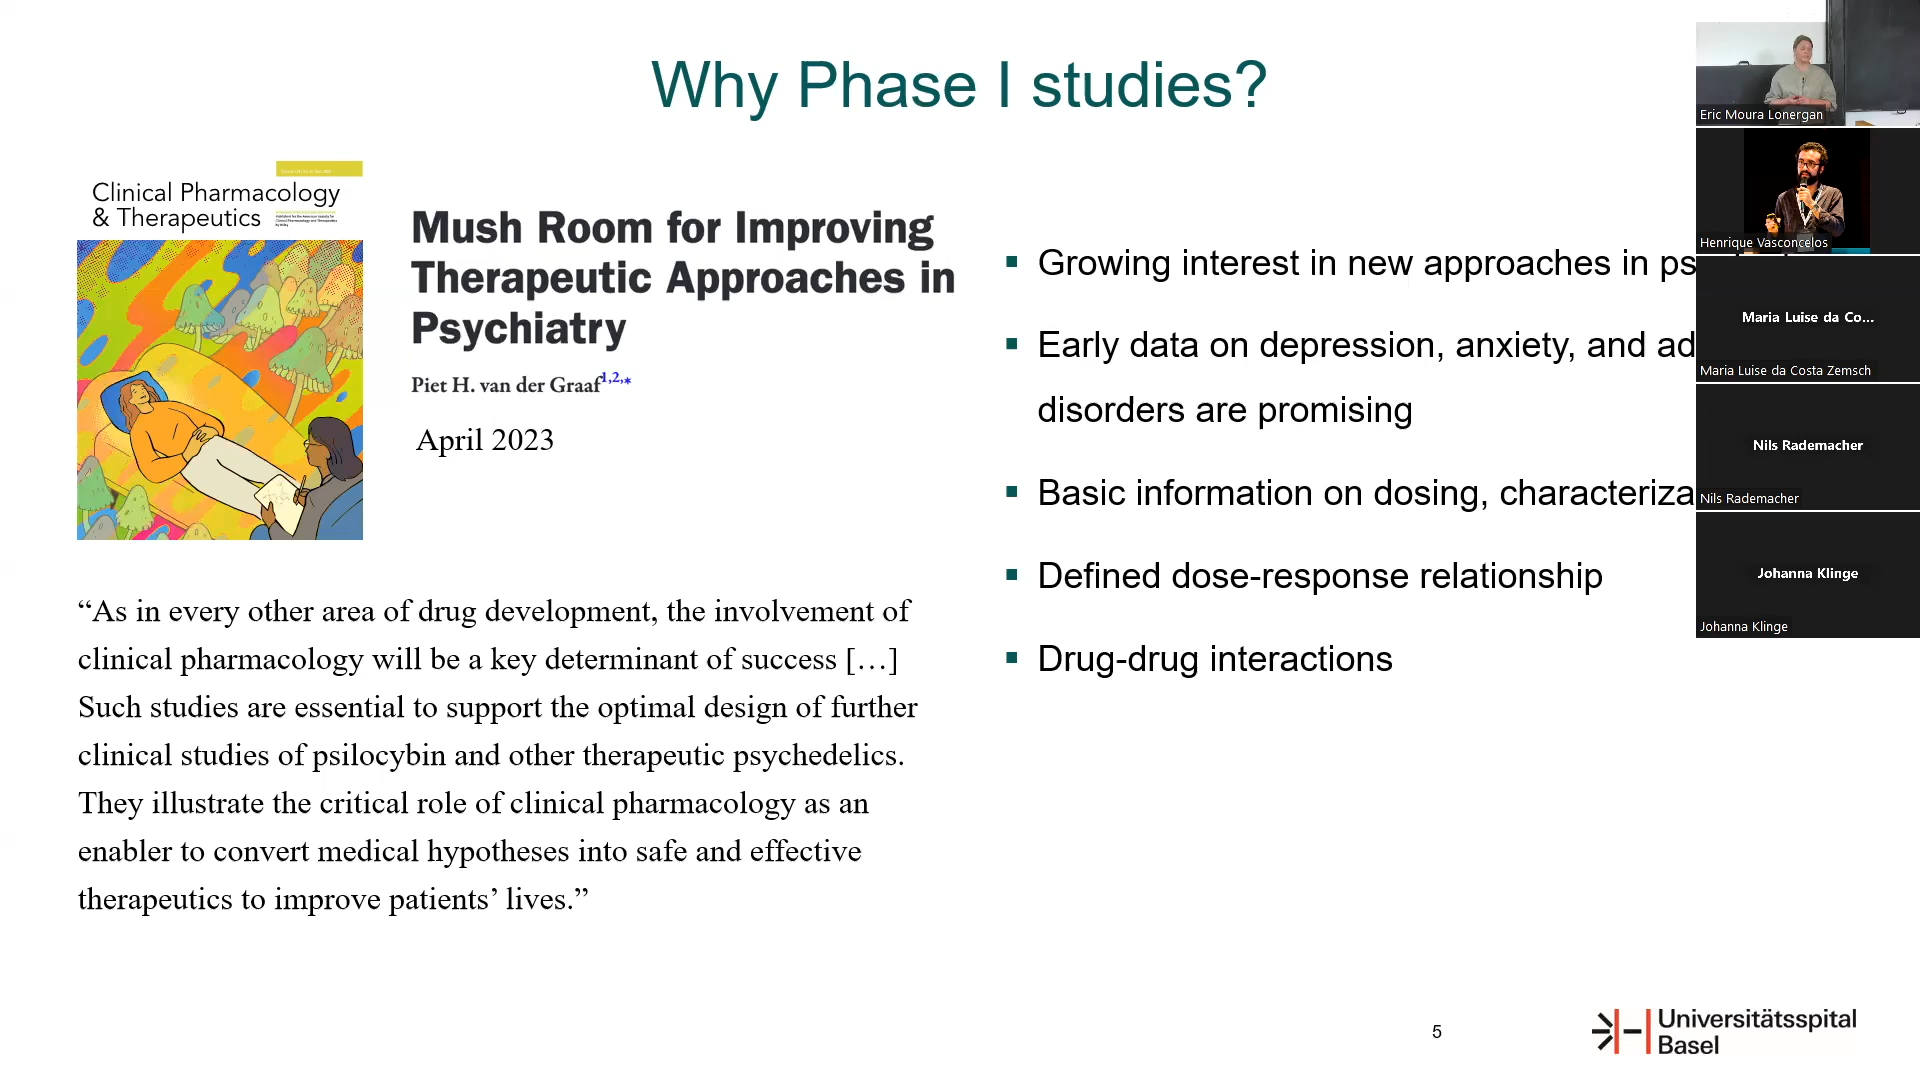 Why Phase I studies?
Clinical Pharmacology
& Therapeutics
Mush Room for Improving
Therapeutic Approaches in
Psychiatry
Piet H. van der Graaf1,2,*
April 2023
“As in every other area of drug development, the involvement of
clinical pharmacology will be a key determinant of success […]
Such studies are essential to support the optimal design of further
clinical studies of psilocybin and other therapeutic psychedelics.
They illustrate the critical role of clinical pharmacology as an
enabler to convert medical hypotheses into safe and effective
therapeutics to improve patients’ lives.”
▪ Growing interest in new approaches in ps
▪ Early data on depression, anxiety, and ad
disorders are promising
▪ Basic information on dosing, characteriza
▪ Defined dose-response relationship
▪ Drug-drug interactions
Eric Moura Lonergan
Henrique Vasconcelos
Maria Luise da Co...
Maria Luise da Costa Zemsch
Nils Rademacher
Nils Rademacher
Johanna Klinge
Johanna Klinge
5
Universitätsspital
Basel